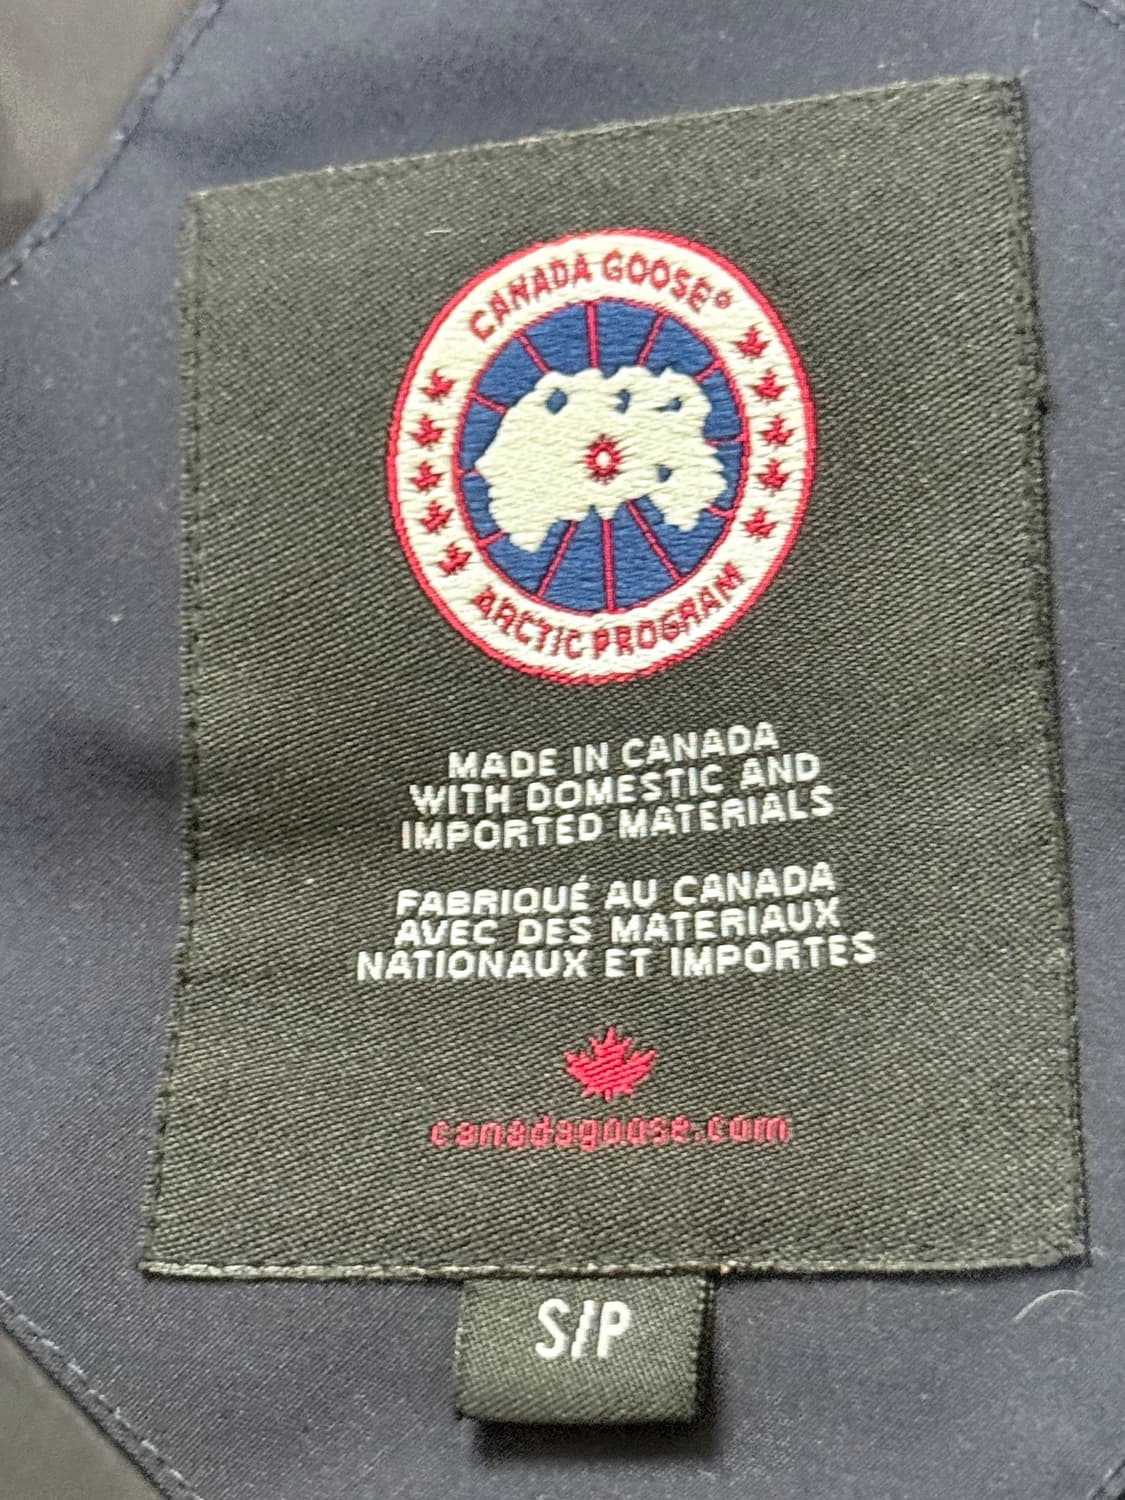 CANADA GOOSE®
ARCTIC PROGRAM
MADE IN CANADA
WITH DOMESTIC AND
IMPORTED MATERIALS
FABRIQUÉ AU CANADA
AVEC DES MATERIAUX
NATIONAUX ET IMPORTES
canadagoose.com
S/P